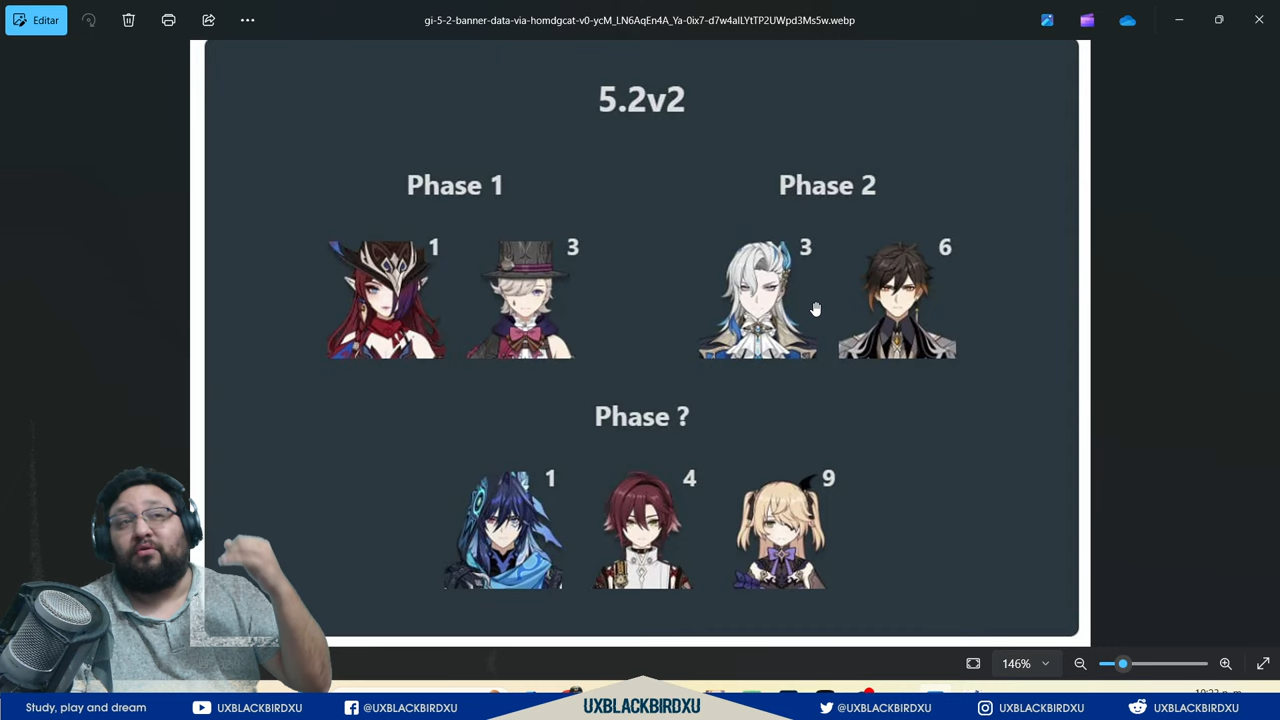 Editar
gi-5-2-banner-data-via-homdgcat-v0-ycM_LN6AqEn4A_Ya-0ix7-d7w4alLYtTP2UWpd3Ms5w.webp
5.2v2
Phase 1
Phase 2
1
3
3
6
Phase ?
1
4
9
146%
Study, play and dream
UXBLACKBIRDXU
@UXBLACKBIRDXU
UXBLACKBIRDXU
@UXBLACKBIRDXU
UXBLACKBIRDXU
UXBLACKBIRDXU